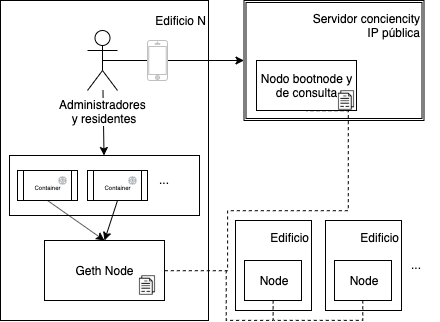 Edificio N
Servidor conciencity
IP pública
Nodo bootnode y
de consulta
Administradores
y residentes
Container
Container
...
Geth Node
Edificio
Node
Edificio
Node
...